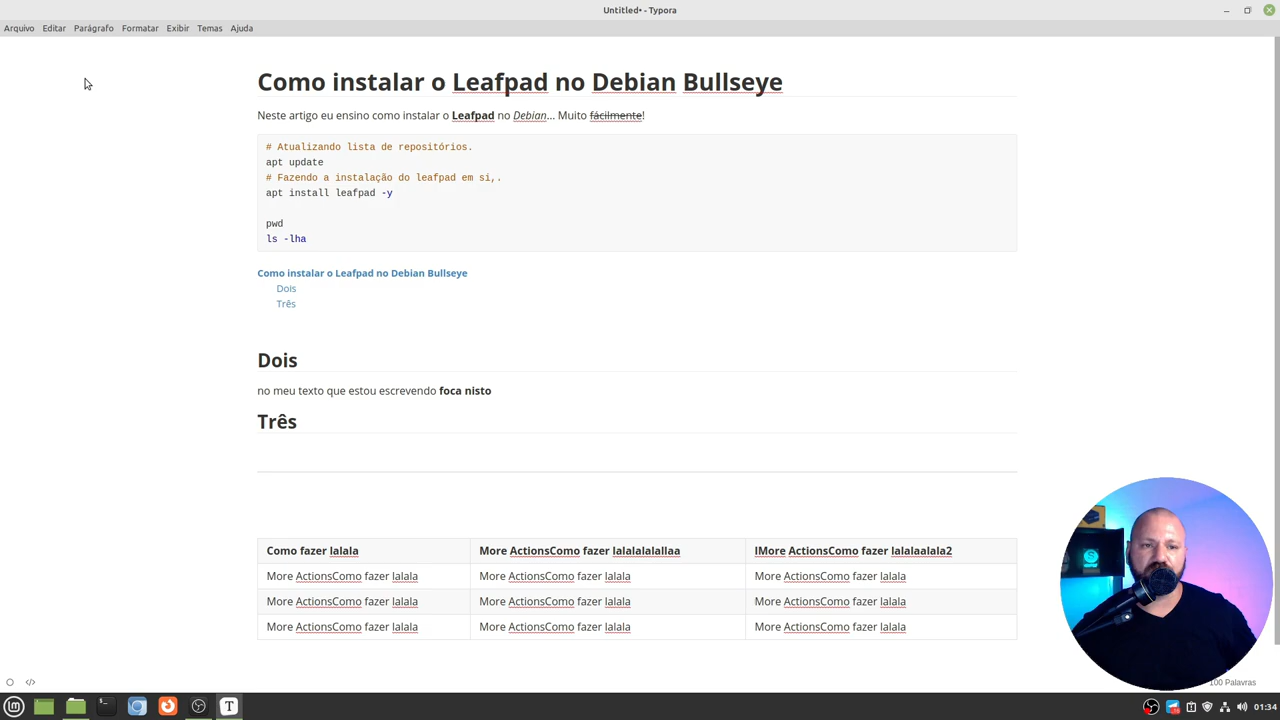 Untitled• - Typora
Arquivo Editar Parágrafo Formatar Exibir Temas Ajuda
Como instalar o Leafpad no Debian Bullseye
Neste artigo eu ensino como instalar o Leafpad no Debian... Muito fácilmente!
# Atualizando lista de repositórios.
apt update
# Fazendo a instalação do leafpad em si,.
apt install leafpad -y
pwd
ls -lha
Como instalar o Leafpad no Debian Bullseye
Dois
Três
Dois
no meu texto que estou escrevendo foca nisto
Três
Como fazer lalala More ActionsComo fazer lalalalalallaa lMore ActionsComo fazer lalalaalala2
More ActionsComo fazer lalala More ActionsComo fazer lalala More ActionsComo fazer lalala
More ActionsComo fazer lalala More ActionsComo fazer lalala More ActionsComo fazer lalala
More ActionsComo fazer lalala More ActionsComo fazer lalala More ActionsComo fazer lalala
</> 100 Palavras
T 01:34